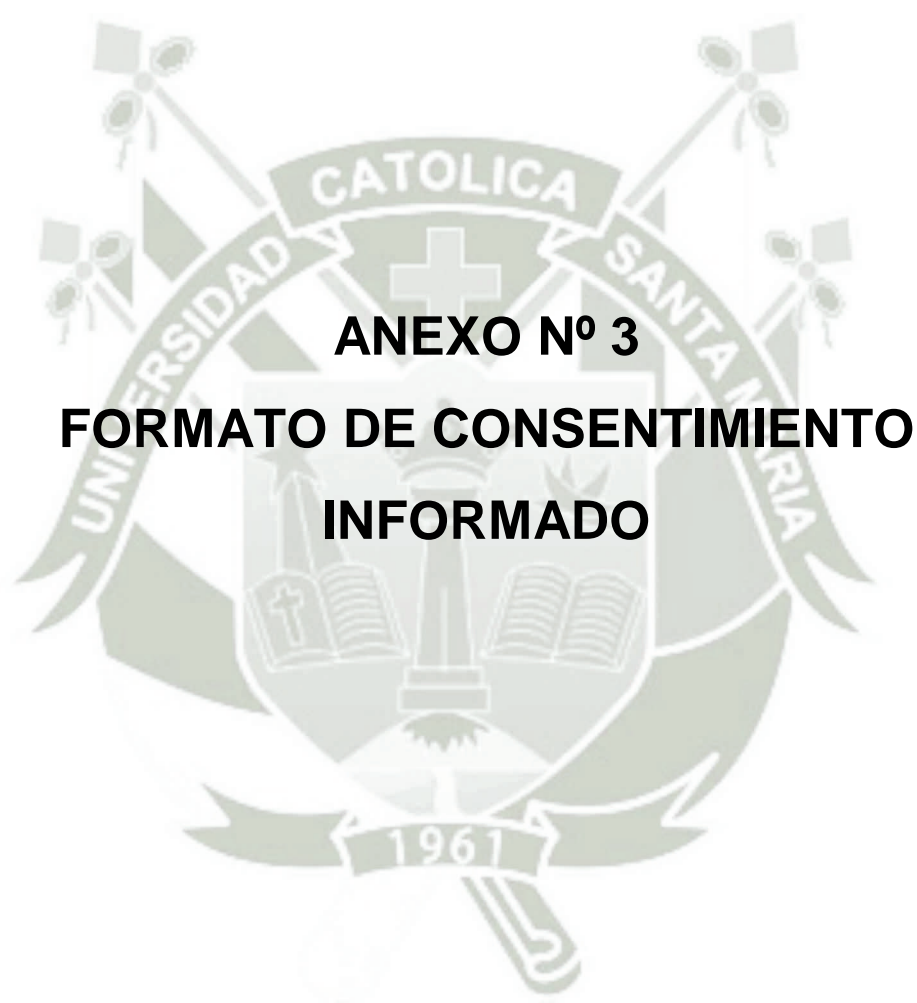 UNIVERSIDAD CATOLICA SANTA MARIA
ANEXO Nº 3
FORMATO DE CONSENTIMIENTO
INFORMADO
1961